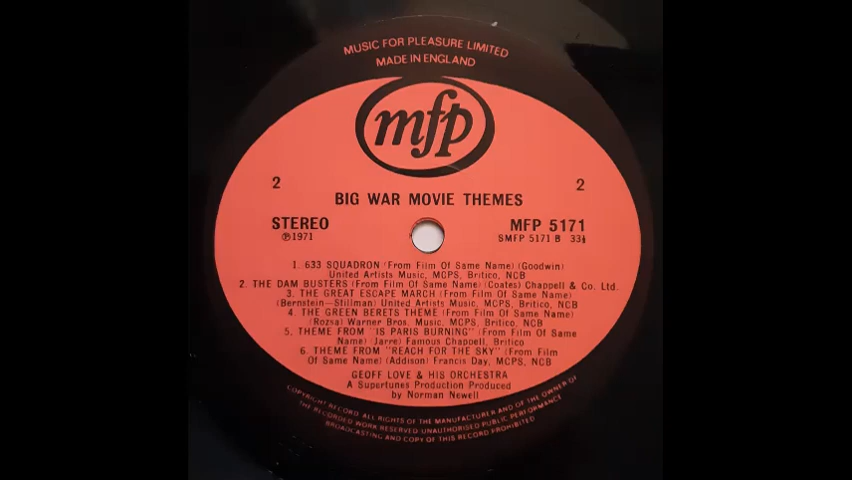 MUSIC FOR PLEASURE LIMITED
MADE IN ENGLAND
mfp
2 2
BIG WAR MOVIE THEMES
STEREO MFP 5171
℗1971 SMFP 5171 B 33⅓
1. 633 SQUADRON (From Film Of Same Name) (Goodwin)
United Artists Music, MCPS, Britico, NCB
2. THE DAM BUSTERS (From Film Of Same Name) (Coates) Chappell & Co. Ltd.
3. THE GREAT ESCAPE MARCH (From Film Of Same Name)
(Bernstein—Stillman) United Artists Music, MCPS, Britico, NCB
4. THE GREEN BERETS THEME (From Film Of Same Name)
(Rozsa) Warner Bros. Music, MCPS, Britico, NCB
5. THEME FROM "IS PARIS BURNING" (From Film Of Same
Name) (Jarre) Famous Chappell, Britico
6. THEME FROM "REACH FOR THE SKY" (From Film
Of Same Name) (Addison) Francis Day, MCPS, NCB
GEOFF LOVE & HIS ORCHESTRA
A Supertunes Production Produced
by Norman Newell
COPYRIGHT RECORD ALL RIGHTS OF THE MANUFACTURER AND OF THE OWNER OF
THE RECORDED WORK RESERVED UNAUTHORISED PUBLIC PERFORMANCE
BROADCASTING AND COPY OF THIS RECORD PROHIBITED